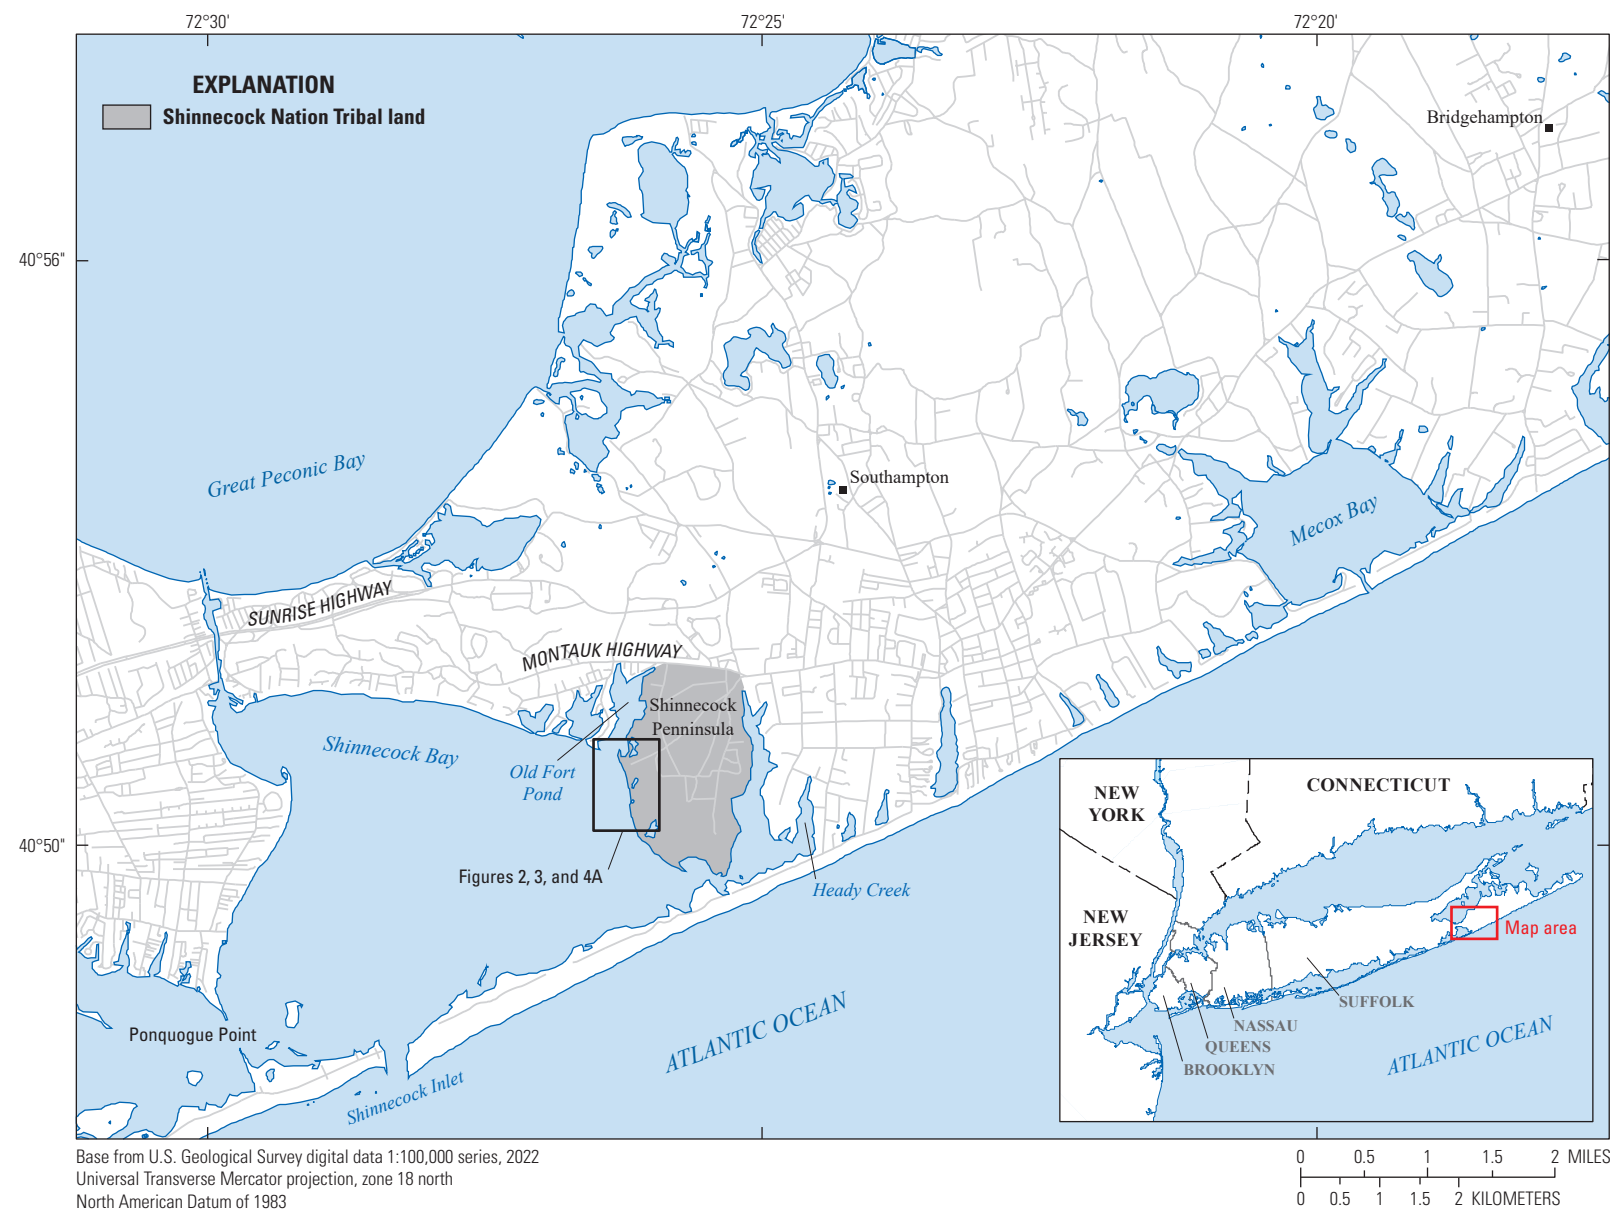 72°30'
72°25'
72°20'
EXPLANATION
Shinnecock Nation Tribal land
Bridgehampton
40°56"
Great Peconic Bay
Southampton
Mecox Bay
SUNRISE HIGHWAY
MONTAUK HIGHWAY
Shinnecock
Penninsula
Shinnecock Bay
Old Fort
Pond
40°50"
Figures 2, 3, and 4A
Heady Creek
Ponquogue Point
ATLANTIC OCEAN
Shinnecock Inlet
NEW
YORK
CONNECTICUT
NEW
JERSEY
Map area
SUFFOLK
NASSAU
QUEENS
BROOKLYN
ATLANTIC OCEAN
Base from U.S. Geological Survey digital data 1:100,000 series, 2022
Universal Transverse Mercator projection, zone 18 north
North American Datum of 1983
0 0.5 1 1.5 2 MILES
0 0.5 1 1.5 2 KILOMETERS